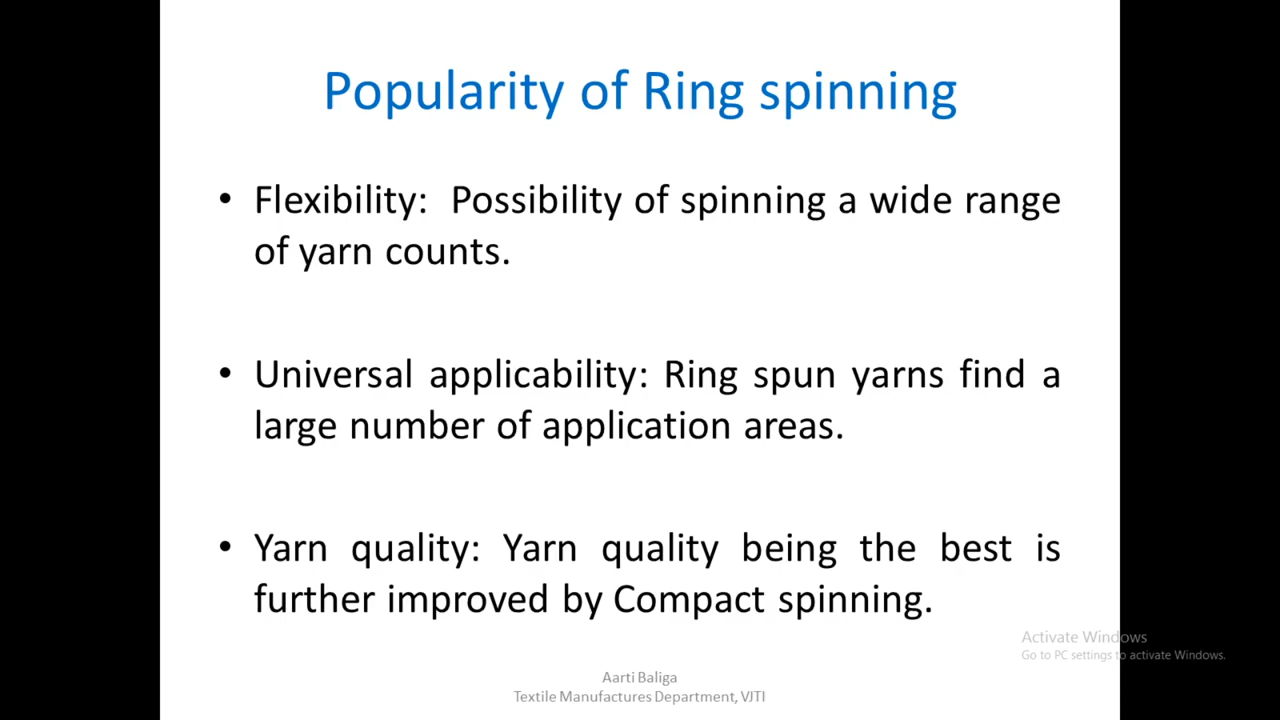 Popularity of Ring spinning
• Flexibility: Possibility of spinning a wide range
of yarn counts.
• Universal applicability: Ring spun yarns find a
large number of application areas.
• Yarn quality: Yarn quality being the best is
further improved by Compact spinning.
Activate Windows
Go to PC settings to activate Windows.
Aarti Baliga
Textile Manufactures Department, VJTI